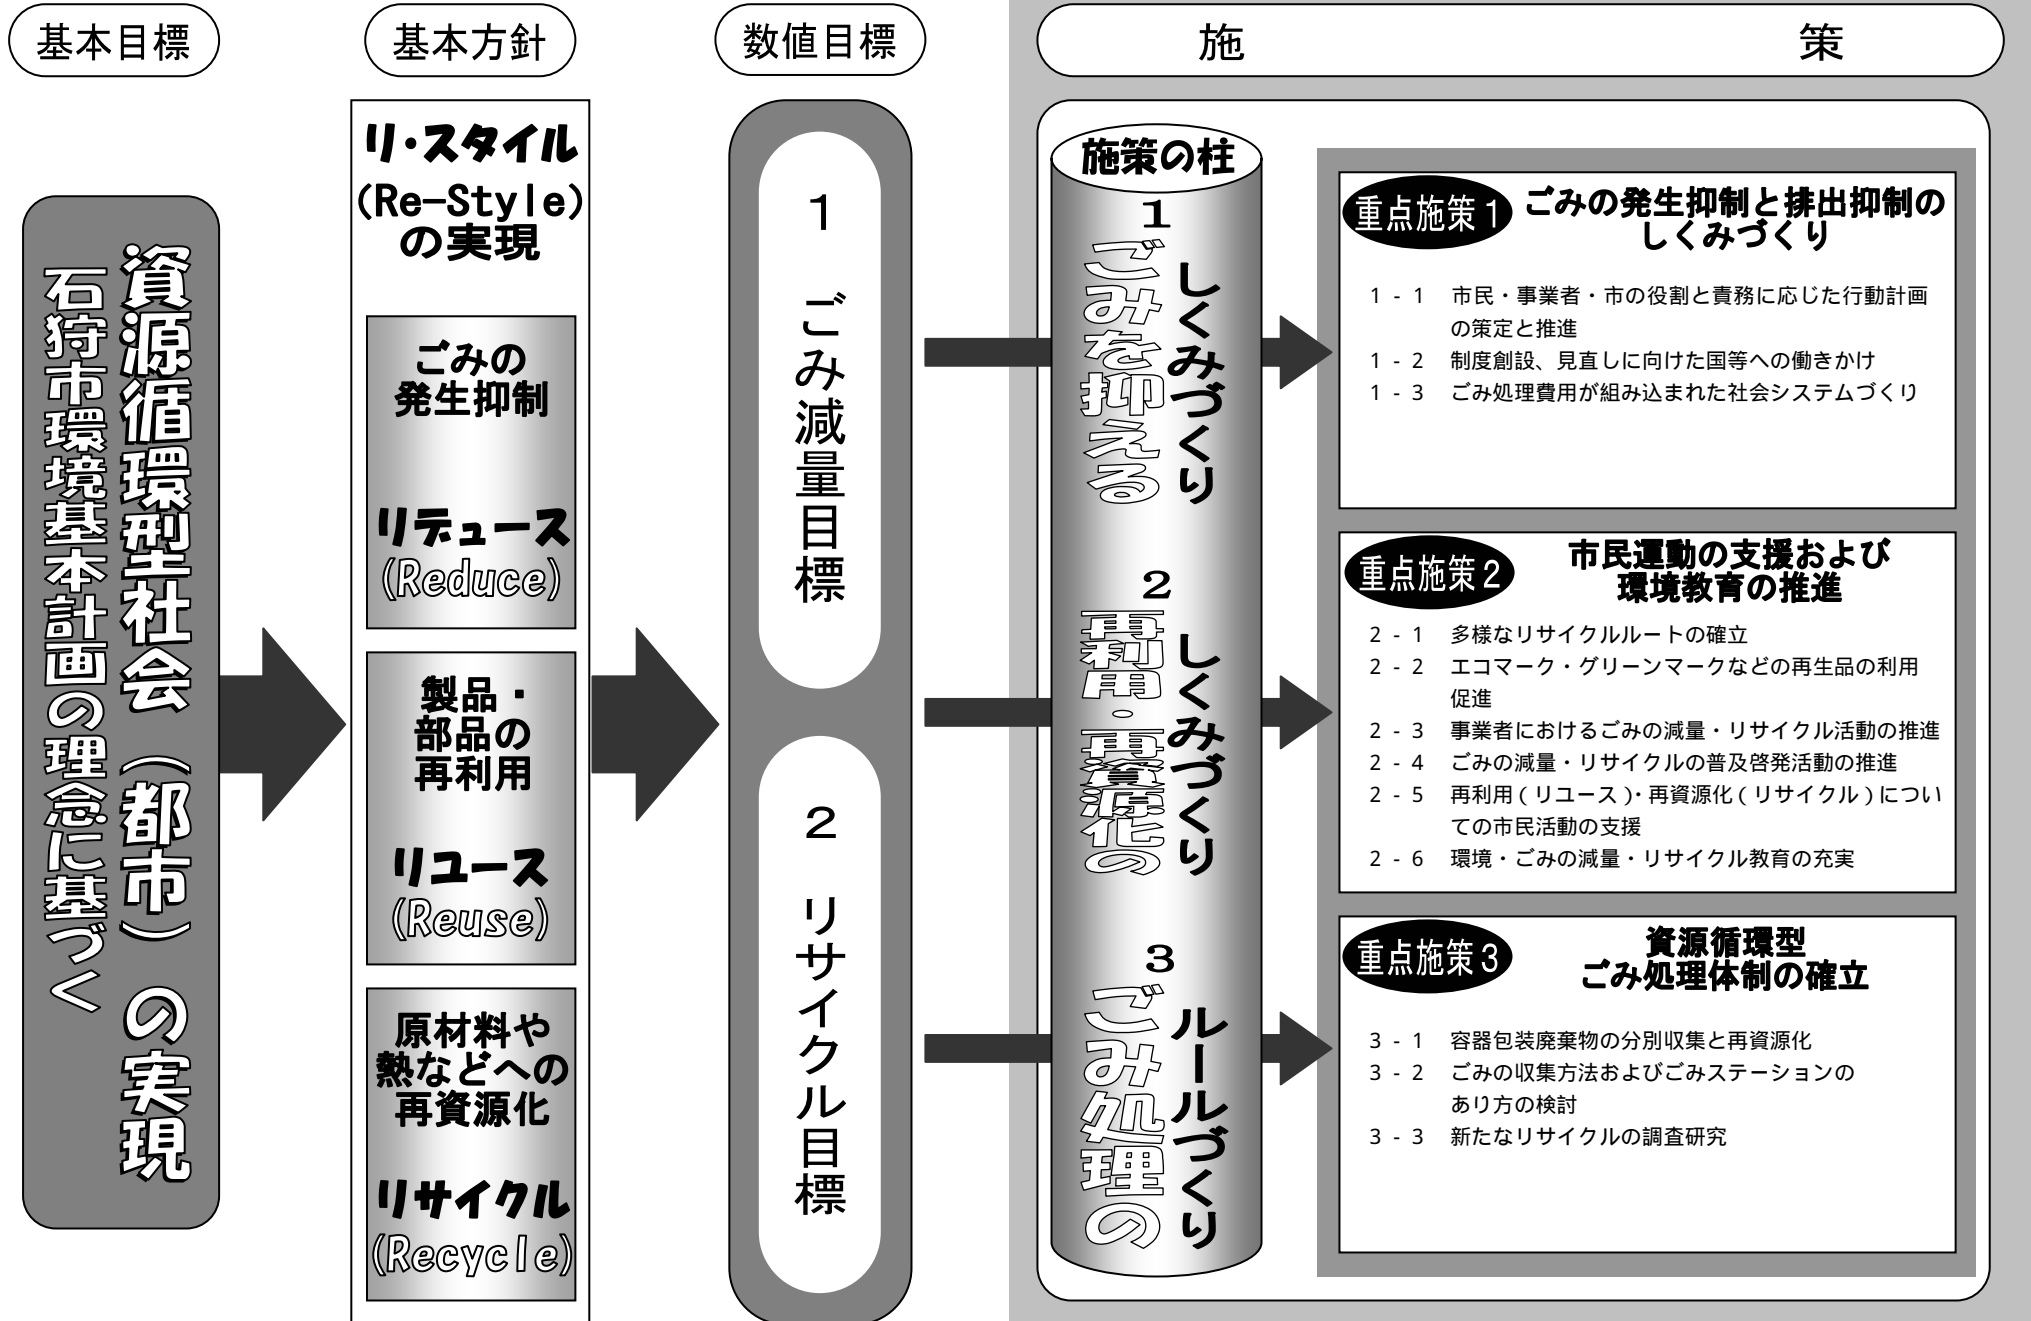 基本目標
基本方針
数値目標
施　　　策
資源循環型社会（都市）の実現
石狩市環境基本計画の理念に基づく
リ・スタイル
(Re-Style)
の実現
ごみの
発生抑制
リデュース
(Reduce)
製品・
部品の
再利用
リユース
(Reuse)
原材料や
熱などへの
再資源化
リサイクル
(Recycle)
１　ごみ減量目標
２　リサイクル目標
施策の柱
1
ごみを抑える
しくみづくり
2
再利用・再資源化の
しくみづくり
3
ごみ処理の
ルールづくり
重点施策１
ごみの発生抑制と排出抑制の
しくみづくり
1 - 1　市民・事業者・市の役割と責務に応じた行動計画
の策定と推進
1 - 2　制度創設、見直しに向けた国等への働きかけ
1 - 3　ごみ処理費用が組み込まれた社会システムづくり
重点施策２
市民運動の支援および
環境教育の推進
2 - 1　多様なリサイクルルートの確立
2 - 2　エコマーク・グリーンマークなどの再生品の利用
促進
2 - 3　事業者におけるごみの減量・リサイクル活動の推進
2 - 4　ごみの減量・リサイクルの普及啓発活動の推進
2 - 5　再利用（リユース）・再資源化（リサイクル）につい
ての市民活動の支援
2 - 6　環境・ごみの減量・リサイクル教育の充実
重点施策３
資源循環型
ごみ処理体制の確立
3 - 1　容器包装廃棄物の分別収集と再資源化
3 - 2　ごみの収集方法およびごみステーションの
あり方の検討
3 - 3　新たなリサイクルの調査研究